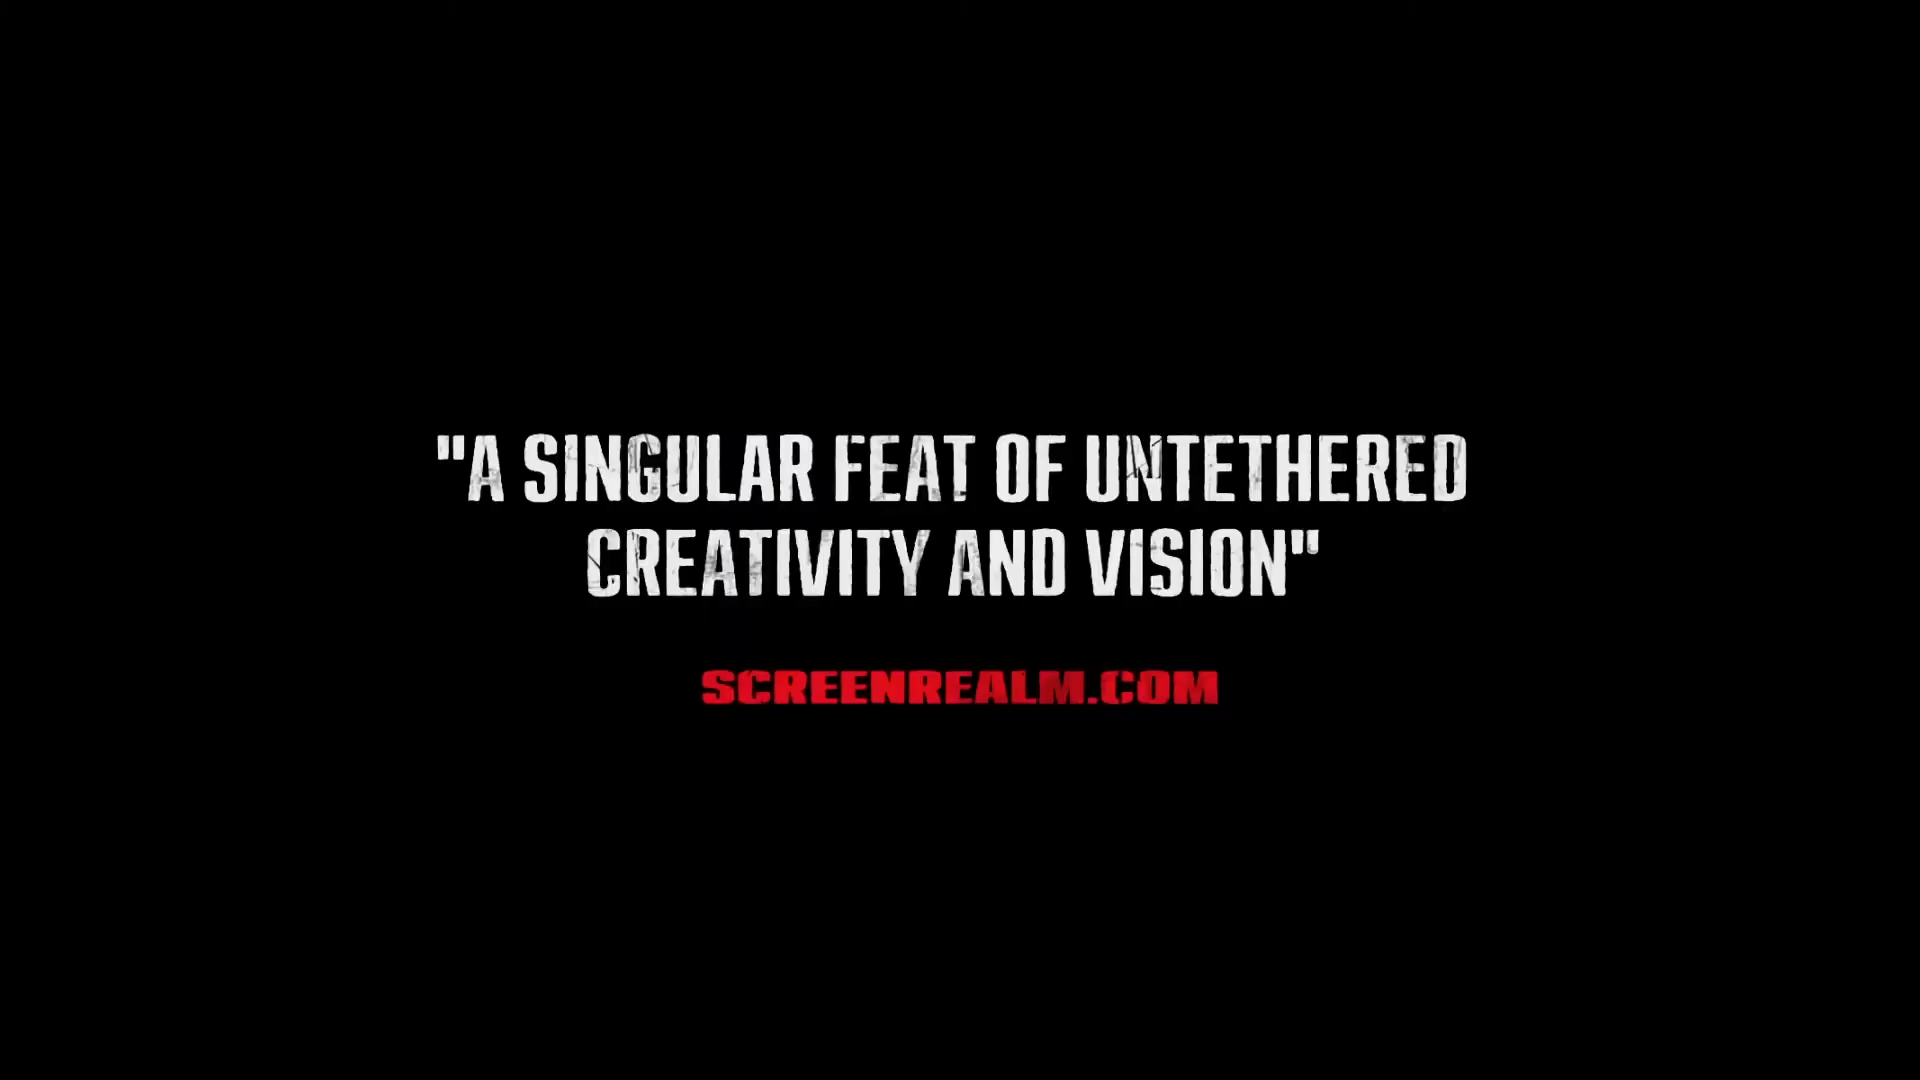 "A SINGULAR FEAT OF UNTETHERED
CREATIVITY AND VISION"
SCREENREALM.COM